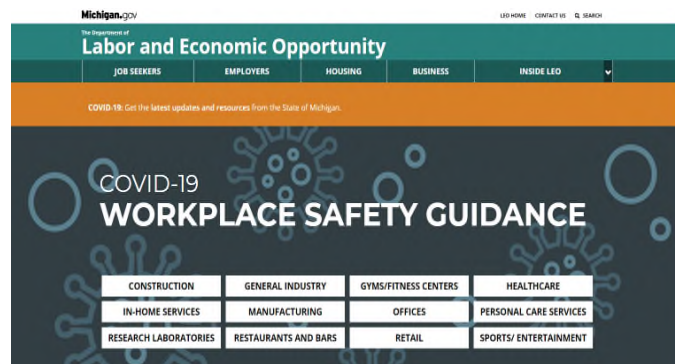 Michigan.gov
LEO HOME CONTACT US SEARCH
The Department of
Labor and Economic Opportunity
JOB SEEKERS EMPLOYERS HOUSING BUSINESS INSIDE LEO
COVID-19: Get the latest updates and resources from the State of Michigan.
COVID-19
WORKPLACE SAFETY GUIDANCE
CONSTRUCTION GENERAL INDUSTRY GYMS/FITNESS CENTERS HEALTHCARE
IN-HOME SERVICES MANUFACTURING OFFICES PERSONAL CARE SERVICES
RESEARCH LABORATORIES RESTAURANTS AND BARS RETAIL SPORTS/ ENTERTAINMENT